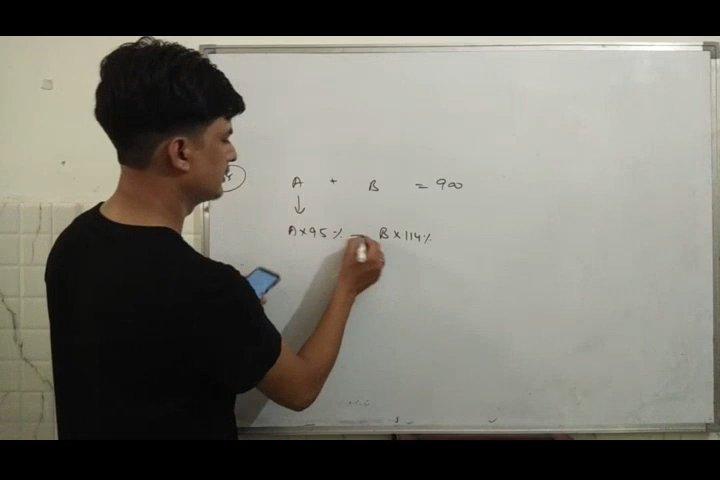 A + B = 900
↓
A × 95 % = B × 114 %